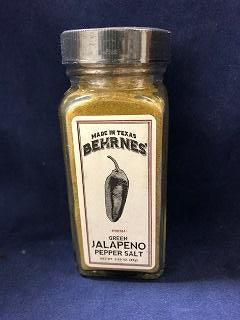 MADE IN TEXAS
BEHRNES'
GREEN
JALAPENO
PEPPER SALT